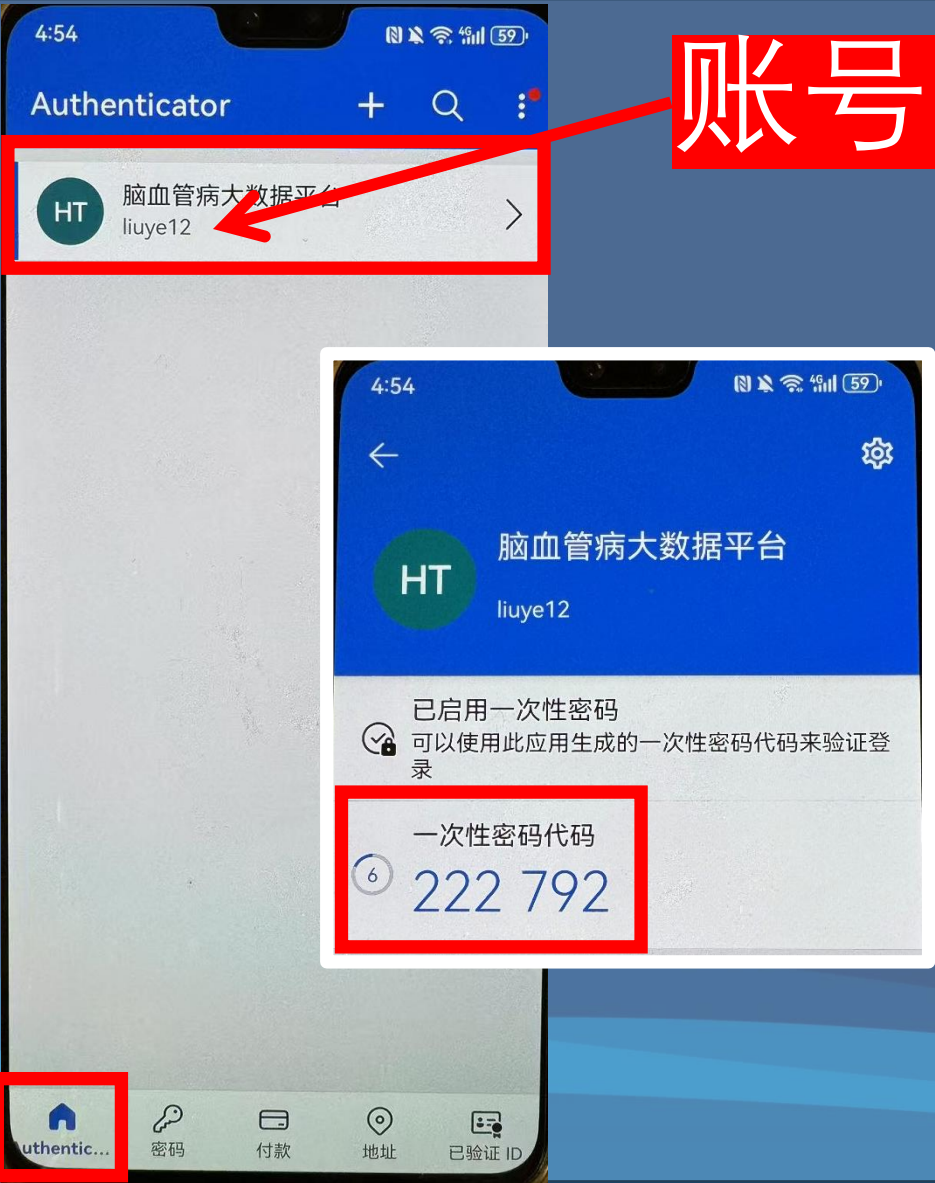 4:54
4G
59
Authenticator
账号
HT
脑血管病大数据平台
liuye12
4:54
4G
59
HT
脑血管病大数据平台
liuye12
已启用一次性密码
可以使用此应用生成的一次性密码代码来验证登
录
一次性密码代码
6
222 792
Authentic...
密码
付款
地址
已验证 ID